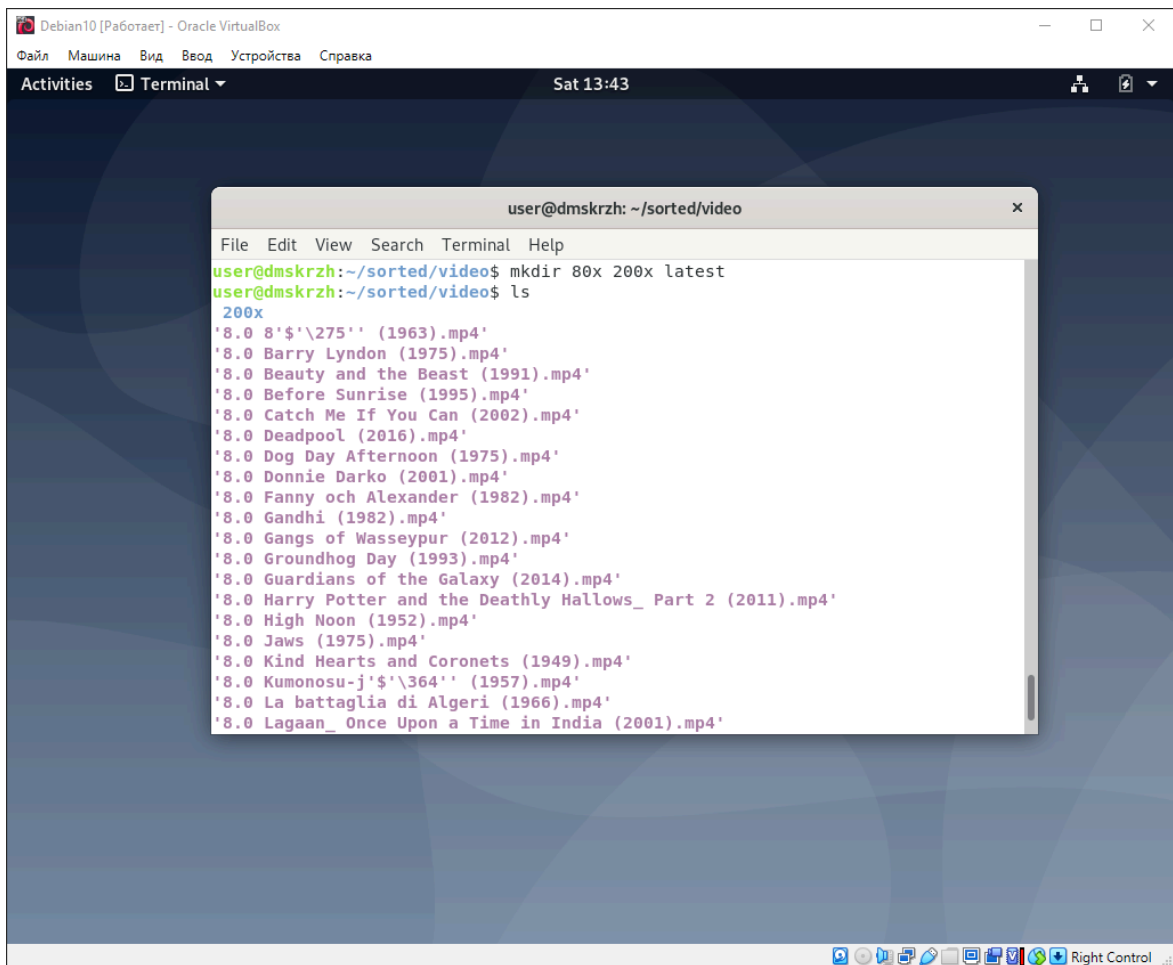 Debian10 [Работает] - Oracle VirtualBox
Файл Машина Вид Ввод Устройства Справка
Activities Terminal Sat 13:43
user@dmskrzh: ~/sorted/video
File Edit View Search Terminal Help
user@dmskrzh:~/sorted/video$ mkdir 80x 200x latest
user@dmskrzh:~/sorted/video$ ls
200x
'8.0 8'$'\275'' (1963).mp4'
'8.0 Barry Lyndon (1975).mp4'
'8.0 Beauty and the Beast (1991).mp4'
'8.0 Before Sunrise (1995).mp4'
'8.0 Catch Me If You Can (2002).mp4'
'8.0 Deadpool (2016).mp4'
'8.0 Dog Day Afternoon (1975).mp4'
'8.0 Donnie Darko (2001).mp4'
'8.0 Fanny och Alexander (1982).mp4'
'8.0 Gandhi (1982).mp4'
'8.0 Gangs of Wasseypur (2012).mp4'
'8.0 Groundhog Day (1993).mp4'
'8.0 Guardians of the Galaxy (2014).mp4'
'8.0 Harry Potter and the Deathly Hallows_ Part 2 (2011).mp4'
'8.0 High Noon (1952).mp4'
'8.0 Jaws (1975).mp4'
'8.0 Kind Hearts and Coronets (1949).mp4'
'8.0 Kumonosu-j'$'\364'' (1957).mp4'
'8.0 La battaglia di Algeri (1966).mp4'
'8.0 Lagaan_ Once Upon a Time in India (2001).mp4'
Right Control